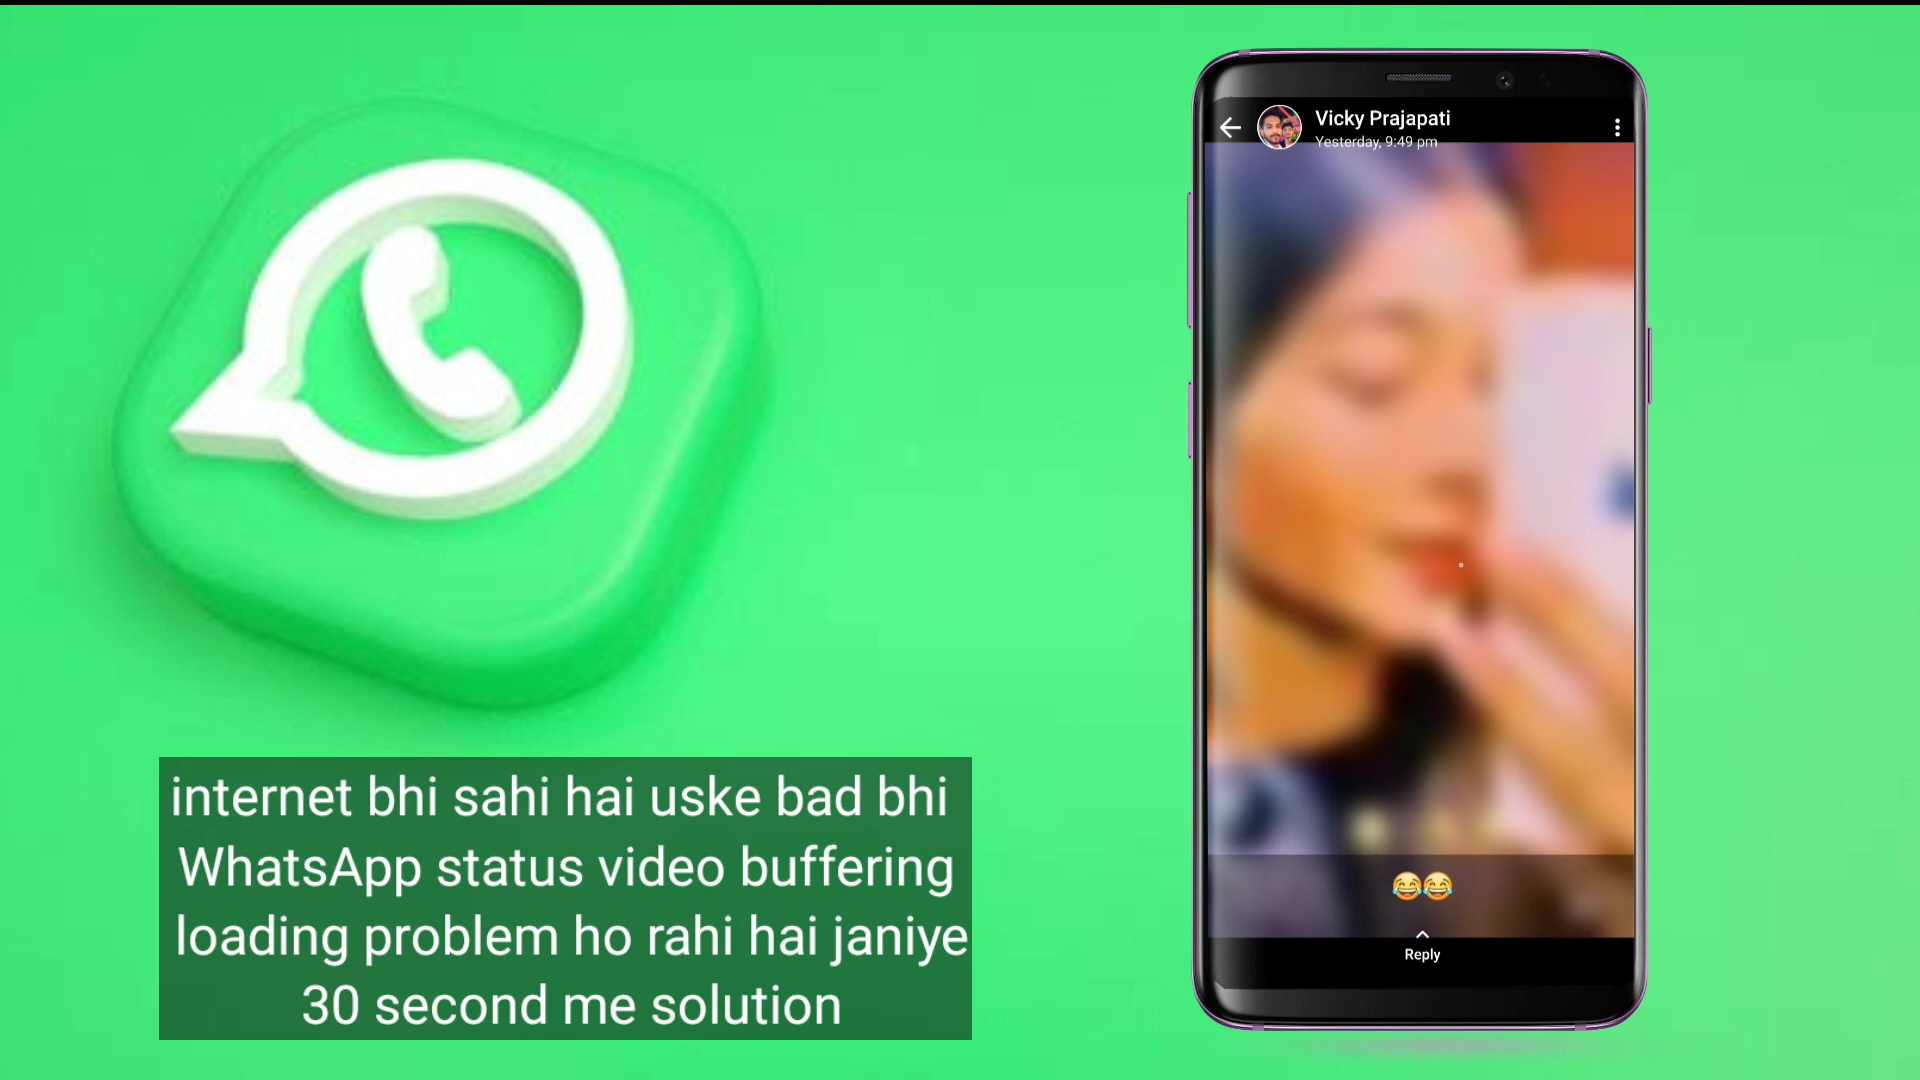 Vicky Prajapati
Yesterday, 9:49 pm
internet bhi sahi hai uske bad bhi
WhatsApp status video buffering
loading problem ho rahi hai janiye
30 second me solution
😂😂
Reply